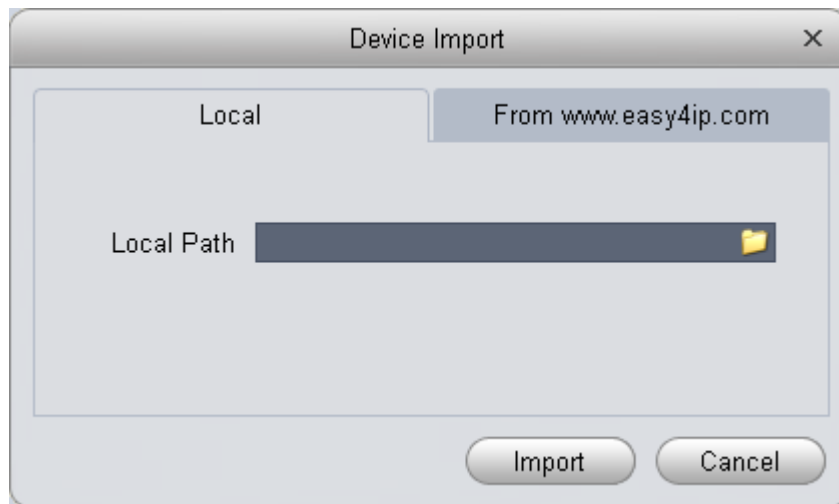 Device Import
Local
From www.easy4ip.com
Local Path
Import
Cancel